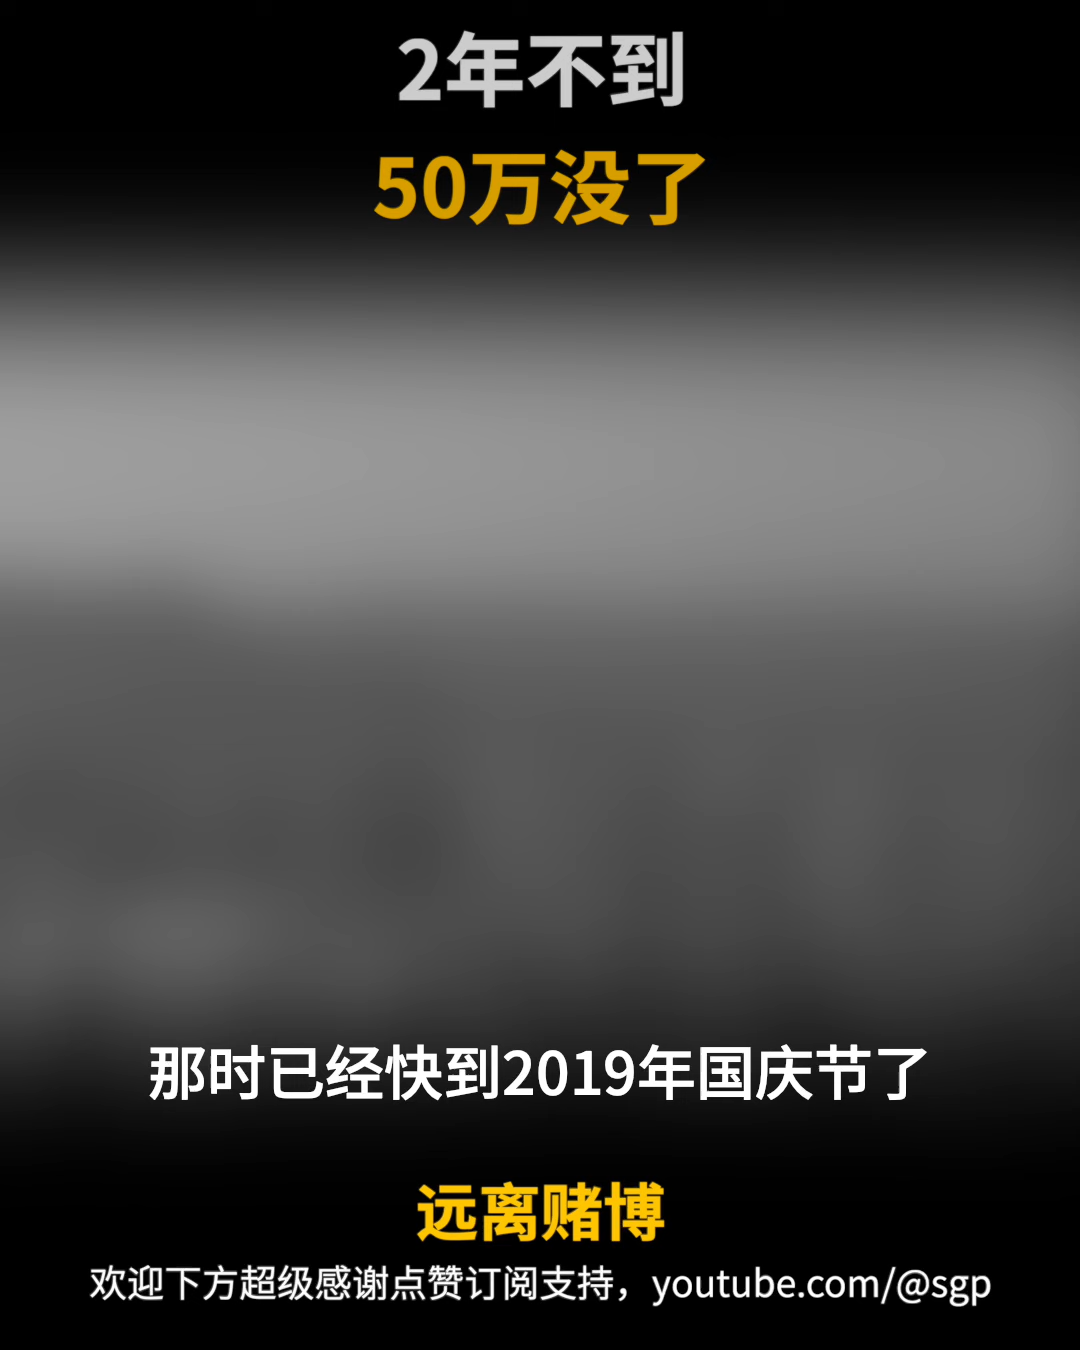 2年不到
50万没了
那时已经快到2019年国庆节了
远离赌博
欢迎下方超级感谢点赞订阅支持，youtube.com/@sgp